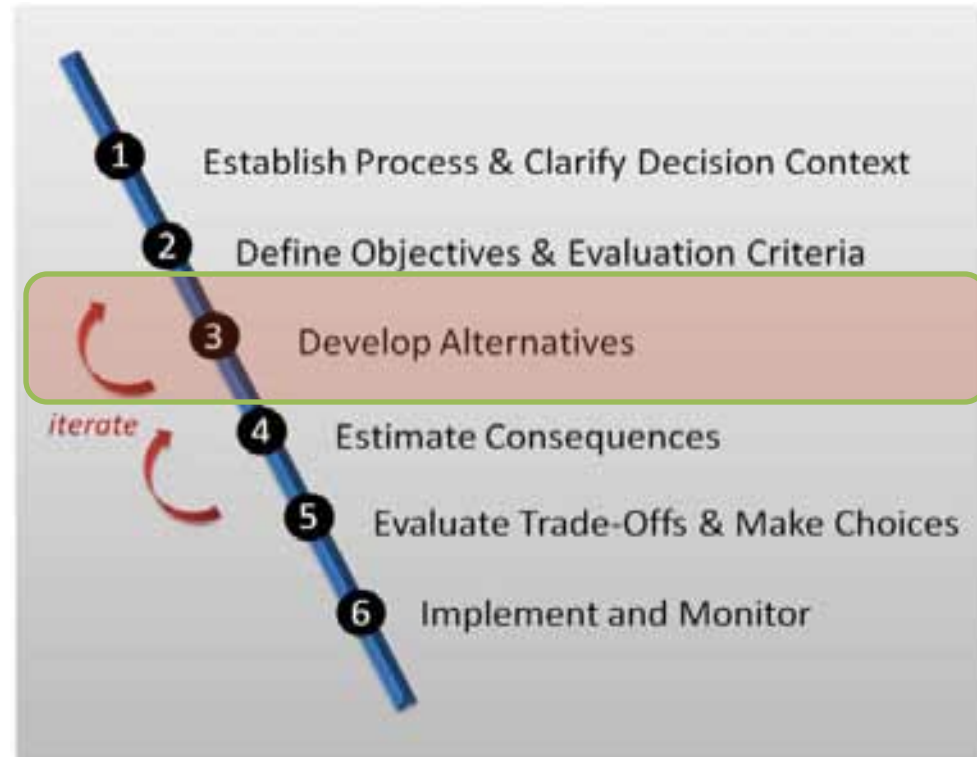 1 Establish Process & Clarify Decision Context
2 Define Objectives & Evaluation Criteria
3 Develop Alternatives
iterate
4 Estimate Consequences
5 Evaluate Trade-Offs & Make Choices
6 Implement and Monitor